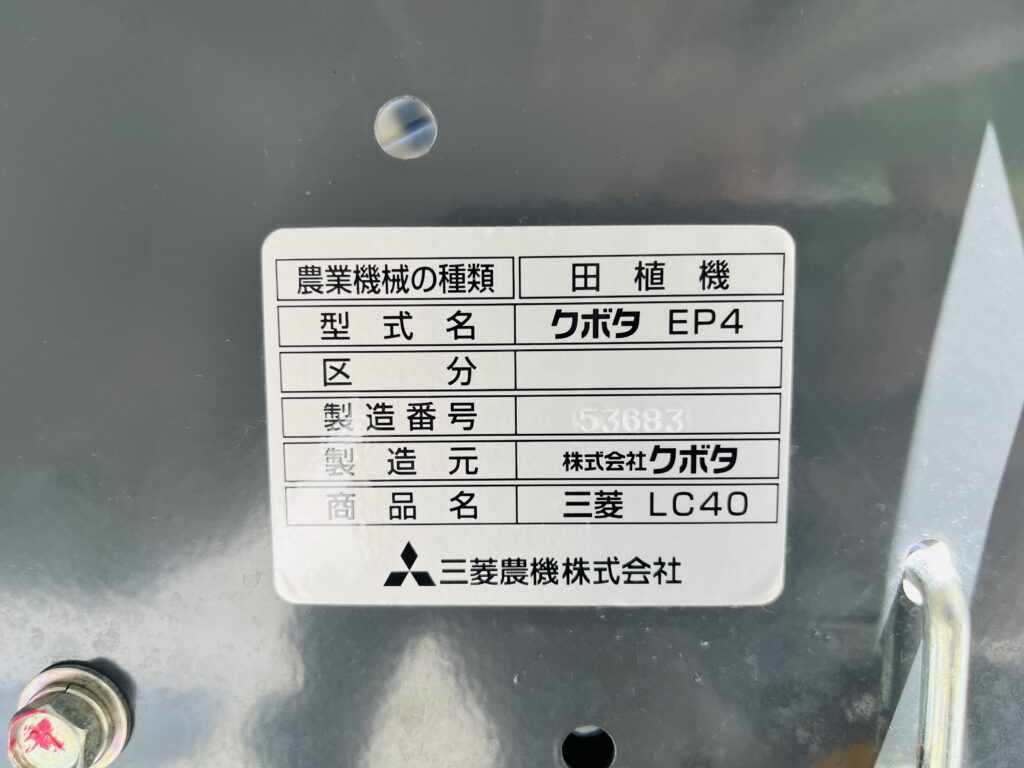 農業機械の種類 田植機
型式名 クボタ EP4
区分
製造番号 53683
製造元 株式会社クボタ
商品名 三菱 LC40
三菱農機株式会社